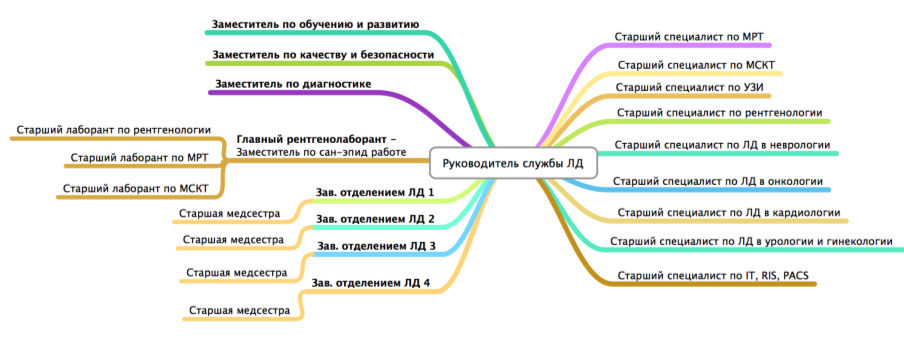 Заместитель по обучению и развитию
Заместитель по качеству и безопасности
Заместитель по диагностике
Главный рентгенолаборант –
Заместитель по сан-эпид работе
Старший лаборант по рентгенологии
Старший лаборант по МРТ
Старший лаборант по МСКТ
Зав. отделением ЛД 1
Старшая медсестра
Зав. отделением ЛД 2
Старшая медсестра
Зав. отделением ЛД 3
Старшая медсестра
Зав. отделением ЛД 4
Старшая медсестра
Руководитель службы ЛД
Старший специалист по МРТ
Старший специалист по МСКТ
Старший специалист по УЗИ
Старший специалист по рентгенологии
Старший специалист по ЛД в неврологии
Старший специалист по ЛД в онкологии
Старший специалист по ЛД в кардиологии
Старший специалист по ЛД в урологии и гинекологии
Старший специалист по IT, RIS, PACS